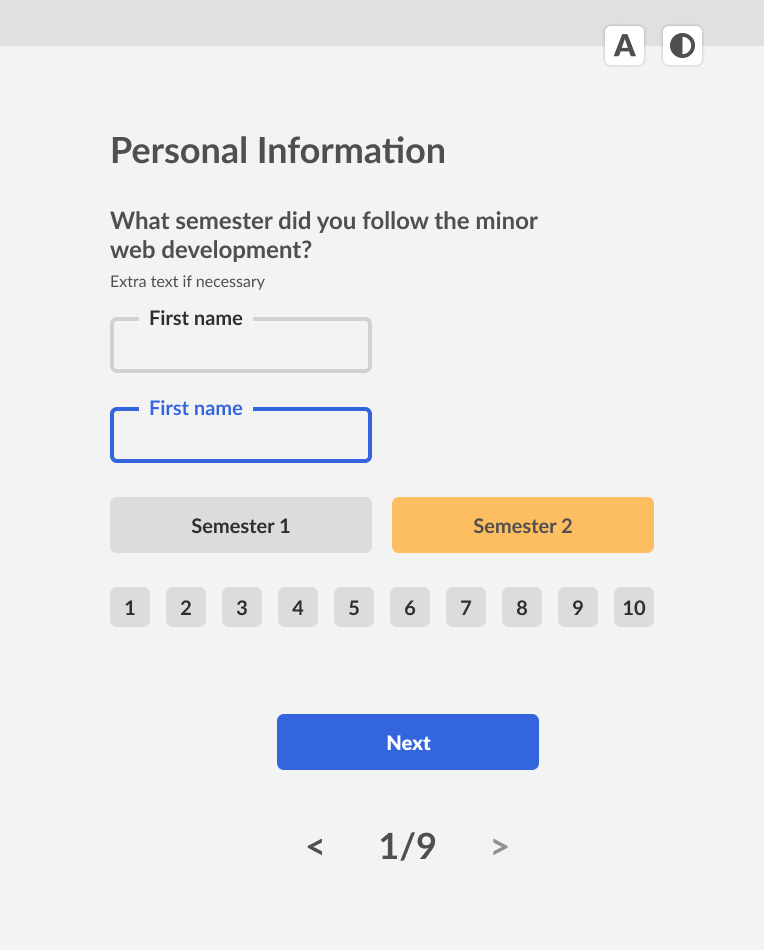 A
Personal Information
What semester did you follow the minor
web development?
Extra text if necessary
First name
First name
Semester 1 Semester 2
1 2 3 4 5 6 7 8 9 10
Next
< 1/9 >